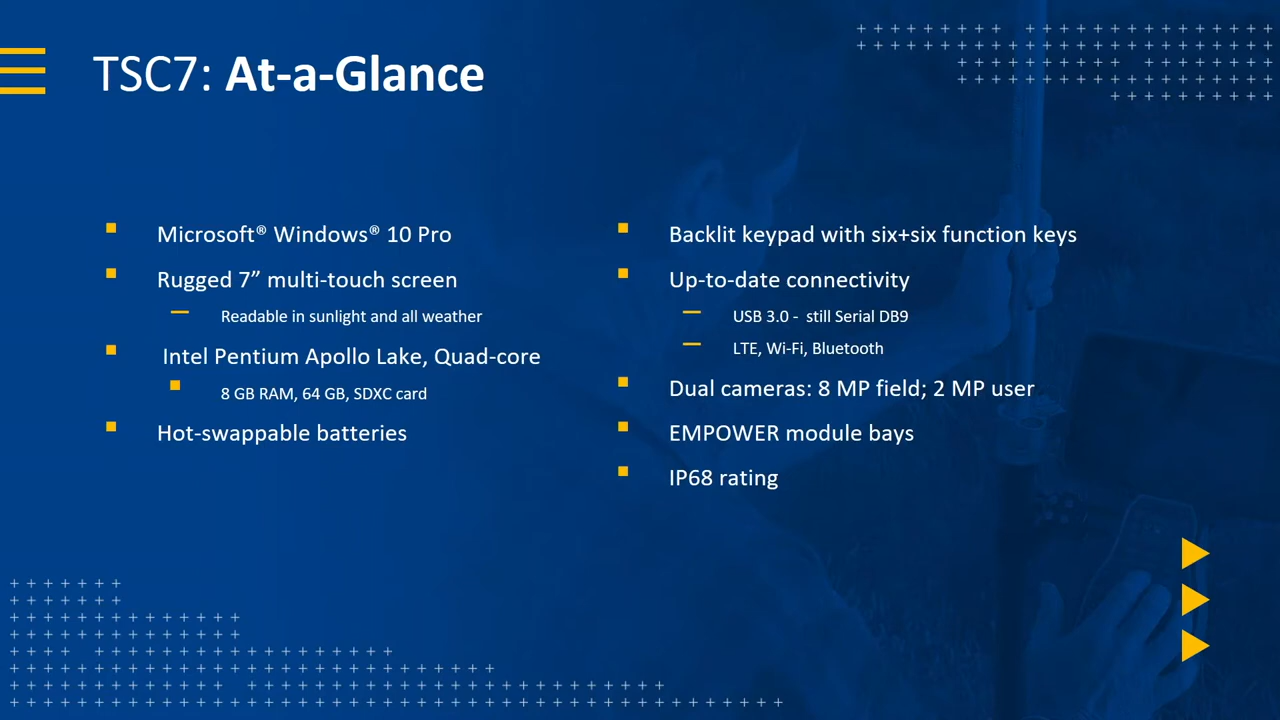 TSC7: At-a-Glance
Microsoft® Windows® 10 Pro
Rugged 7” multi-touch screen
Readable in sunlight and all weather
Intel Pentium Apollo Lake, Quad-core
8 GB RAM, 64 GB, SDXC card
Hot-swappable batteries
Backlit keypad with six+six function keys
Up-to-date connectivity
USB 3.0 -  still Serial DB9
LTE, Wi-Fi, Bluetooth
Dual cameras: 8 MP field; 2 MP user
EMPOWER module bays
IP68 rating